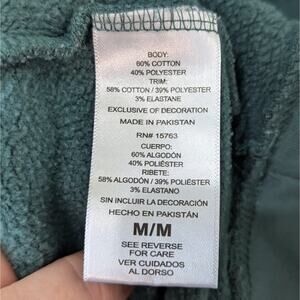 BODY:
60% COTTON
40% POLYESTER
TRIM:
58% COTTON / 39% POLYESTER
3% ELASTANE
EXCLUSIVE OF DECORATION
MADE IN PAKISTAN
RN# 15763
CUERPO:
60% ALGODÓN
40% POLIÉSTER
RIBETE:
58% ALGODÓN / 39% POLIÉSTER
3% ELASTANO
SIN INCLUIR LA DECORACIÓN
HECHO EN PAKISTÁN
M/M
SEE REVERSE
FOR CARE
VER CUIDADOS
AL DORSO